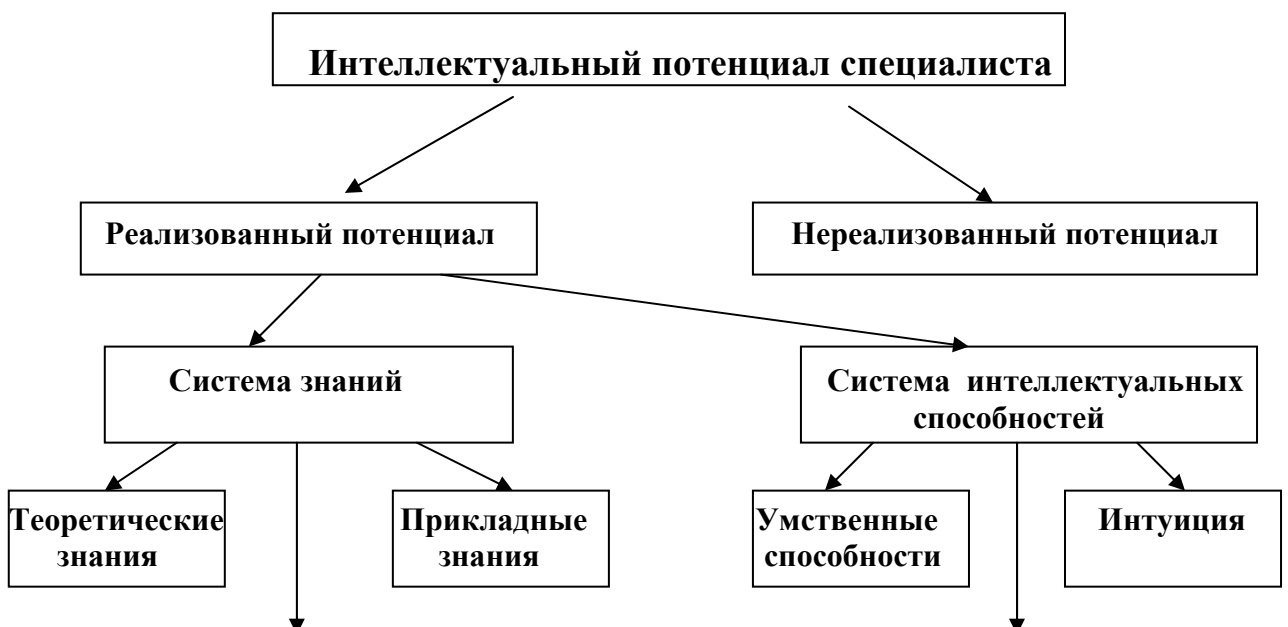 Интеллектуальный потенциал специалиста
Реализованный потенциал
Нереализованный потенциал
Система знаний
Система интеллектуальных
способностей
Теоретические
знания
Прикладные
знания
Умственные
способности
Интуиция